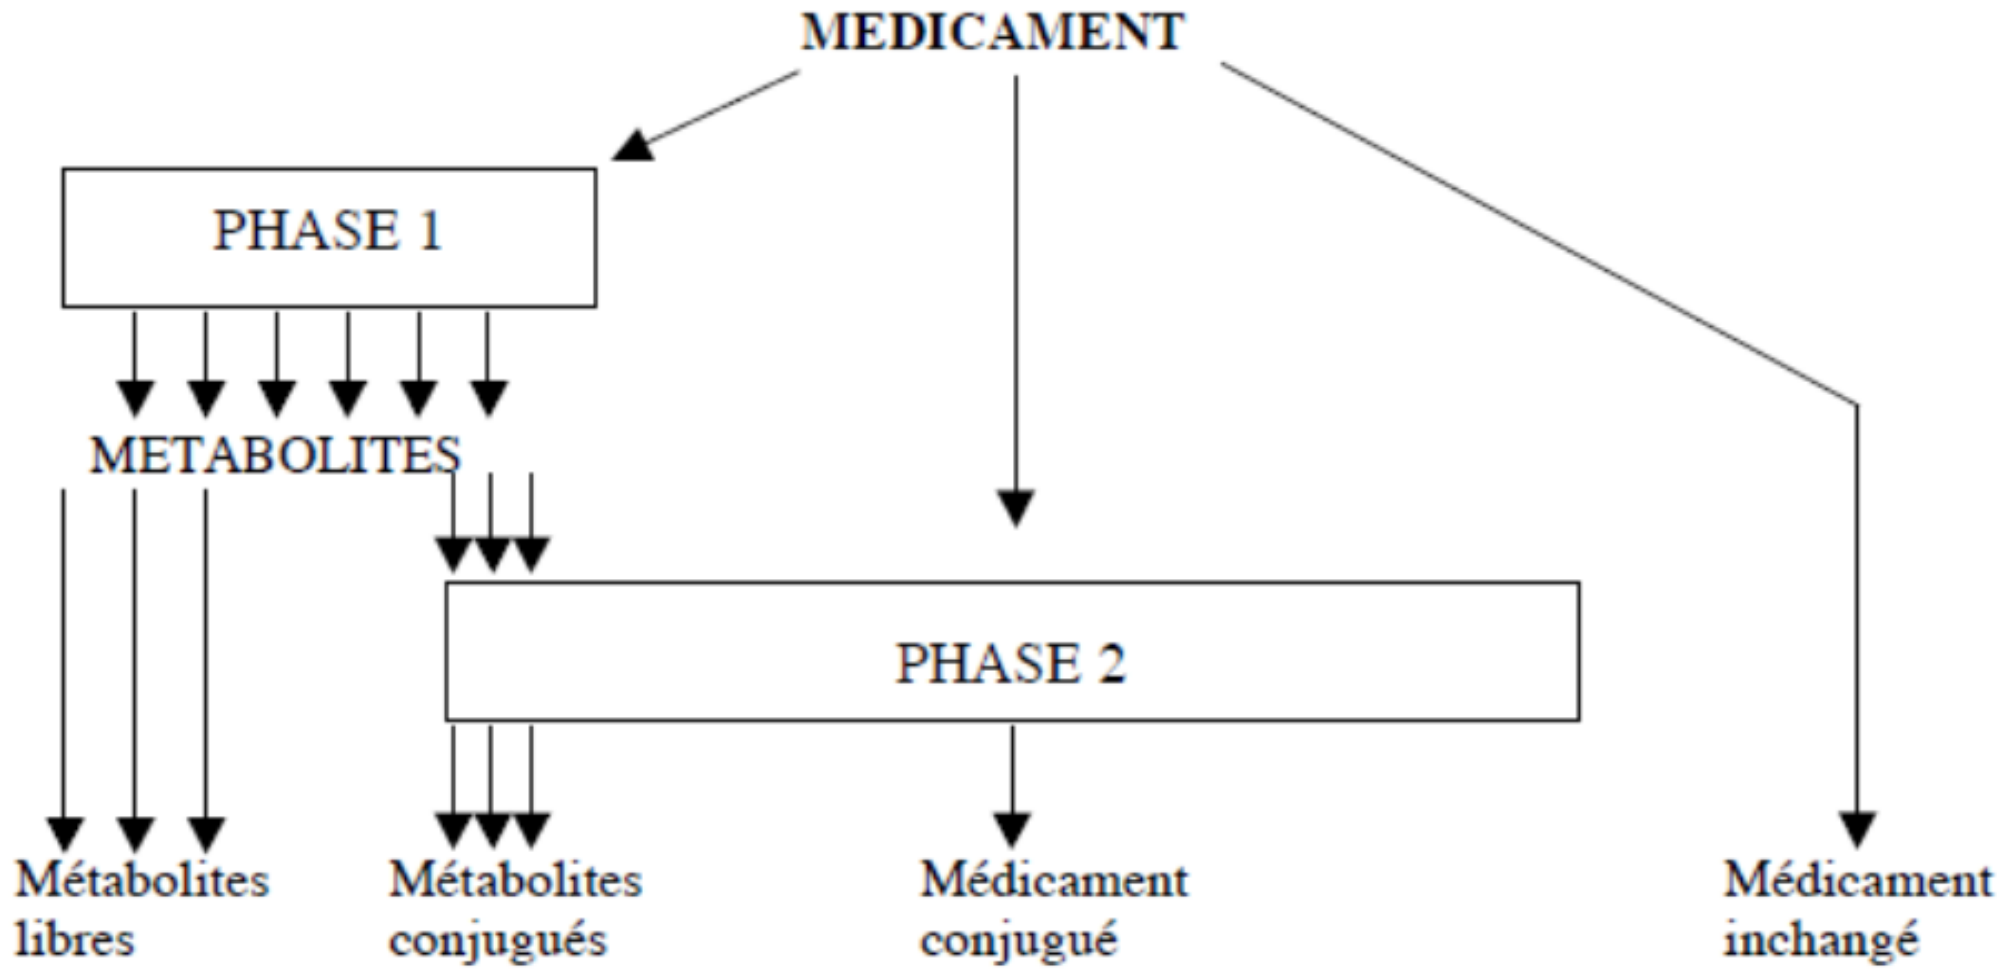 MEDICAMENT
PHASE 1
METABOLITES
PHASE 2
Métabolites
libres
Métabolites
conjugués
Médicament
conjugué
Médicament
inchangé